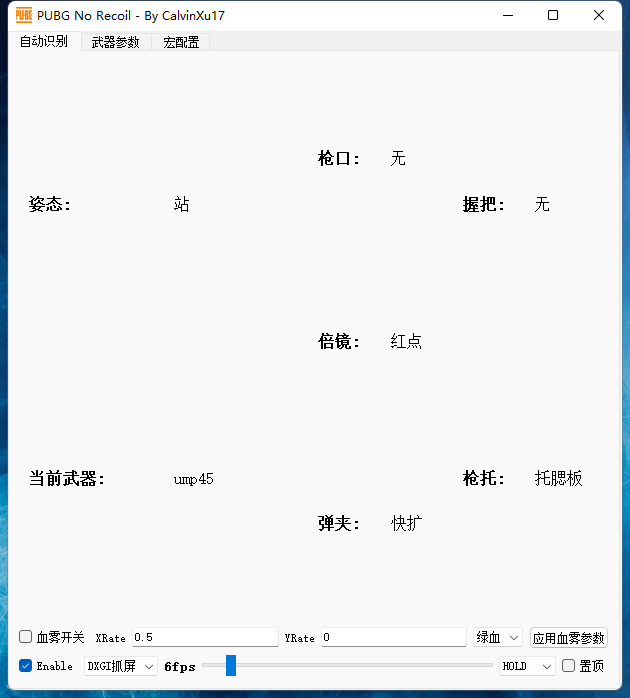 PUBG PUBG No Recoil - By CalvinXu17
自动识别 武器参数 宏配置
枪口： 无
姿态： 站 握把： 无
倍镜： 红点
当前武器： ump45 枪托： 托腮板
弹夹： 快扩
血雾开关 XRate 0.5 YRate 0 绿血 应用血雾参数
Enable DXGI抓屏 6fps HOLD 置顶